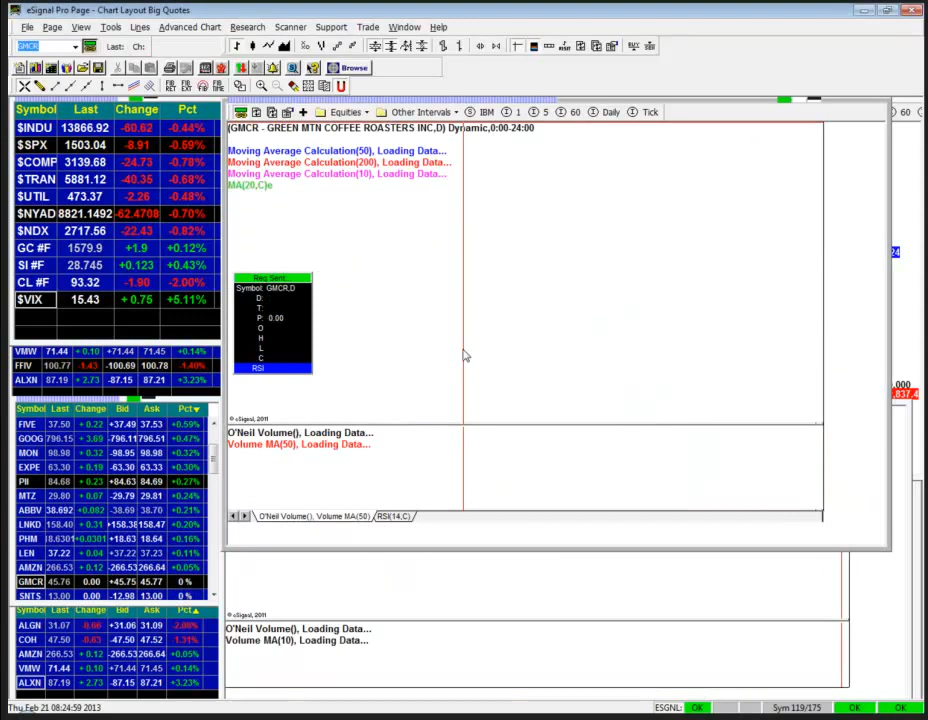 eSignal Pro Page - Chart Layout Big Quotes
File Page View Tools Lines Advanced Chart Research Scanner Support Trade Window Help
GMCR Last: Ch:
Browse
Symbol Last Change Pct
$INDU 13866.92 -60.62 -0.44%
$SPX 1503.04 -8.91 -0.59%
$COMP 3139.68 -24.73 -0.78%
$TRAN 5881.12 -40.35 -0.68%
$UTIL 473.37 -2.26 -0.48%
$NYAD 8821.1492 -62.4708 -0.70%
$NDX 2717.56 -22.43 -0.82%
GC #F 1579.9 +1.9 +0.12%
SI #F 28.745 +0.123 +0.43%
CL #F 93.32 -1.90 -2.00%
$VIX 15.43 + 0.75 +5.11%
VMW 71.44 + 0.10 +71.44 71.45 +0.14%
FFIV 100.77 -1.43 -100.69 100.78 -1.40%
ALXN 87.19 + 2.73 -87.15 87.21 +3.23%
Symbol Last Change Bid Ask Pct▼
FIVE 37.50 + 0.22 +37.49 37.53 +0.59%
GOOG 796.15 + 3.69 -796.11 796.51 +0.47%
MON 98.98 + 0.32 -98.95 98.98 +0.32%
EXPE 63.30 + 0.19 -63.30 63.33 +0.30%
PII 84.68 + 0.23 +84.63 84.69 +0.27%
MTZ 29.80 + 0.07 -29.79 29.81 +0.24%
ABBV 38.692 +0.082 -38.69 38.70 +0.21%
LNKD 158.40 + 0.31 +158.38 158.47 +0.20%
PHM 18.6301 +0.0301 +18.63 18.64 +0.16%
LEN 37.22 + 0.04 +37.22 37.23 +0.11%
AMZN 266.53 + 0.12 -266.53 266.64 +0.05%
GMCR 45.76 0.00 +45.75 45.77 0 %
SNTS 13.00 0.00 -12.98 13.00 0 %
Symbol Last Change Bid Ask Pct▲
ALGN 31.07 -0.66 +31.06 31.09 -2.08%
COH 47.50 -0.63 +47.50 47.52 -1.31%
AMZN 266.53 + 0.12 -266.53 266.64 +0.05%
VMW 71.44 + 0.10 +71.44 71.45 +0.14%
ALXN 87.19 + 2.73 -87.15 87.21 +3.23%
Equities Other Intervals IBM 1 5 60 Daily Tick
60
(GMCR - GREEN MTN COFFEE ROASTERS INC,D) Dynamic,0:00-24:00
Moving Average Calculation(50), Loading Data...
Moving Average Calculation(200), Loading Data...
Moving Average Calculation(10), Loading Data...
MA(20,C)e
Req Sent..
Symbol: GMCR,D
D:
T:
P: 0.00
O
H
L
C
RSI
24
.000
,837.4
© eSignal, 2011
O'Neil Volume(), Loading Data...
Volume MA(50), Loading Data...
O'Neil Volume(), Volume MA(50) RSI(14,C)
© eSignal, 2011
O'Neil Volume(), Loading Data...
Volume MA(10), Loading Data...
Thu Feb 21 08:24:59 2013 ESGNL: OK Sym 119/175 OK OK